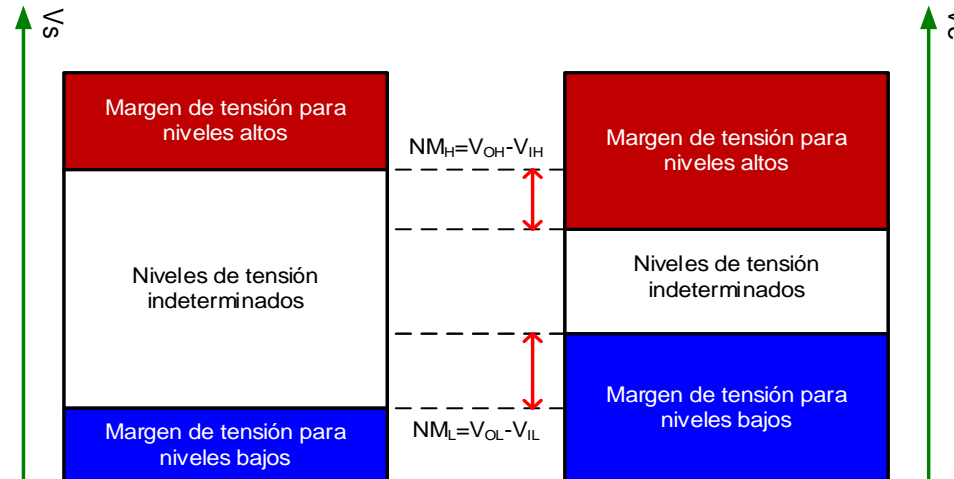 Vs
Margen de tensión para
niveles altos
Niveles de tensión
indeterminados
Margen de tensión para
niveles bajos
NMH=VOH-VIH
NML=VOL-VIL
Margen de tensión para
niveles altos
Niveles de tensión
indeterminados
Margen de tensión para
niveles bajos